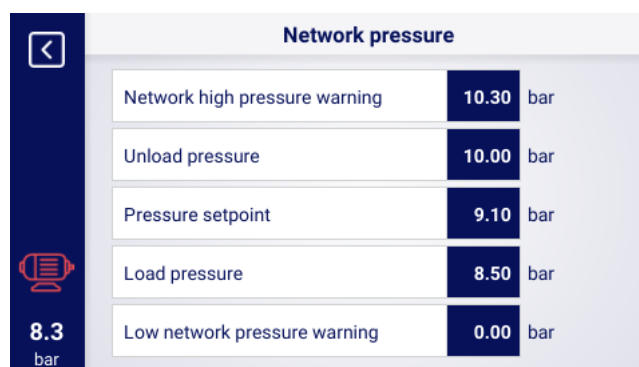 Network pressure
Network high pressure warning 10.30 bar
Unload pressure 10.00 bar
Pressure setpoint 9.10 bar
Load pressure 8.50 bar
Low network pressure warning 0.00 bar
8.3
bar